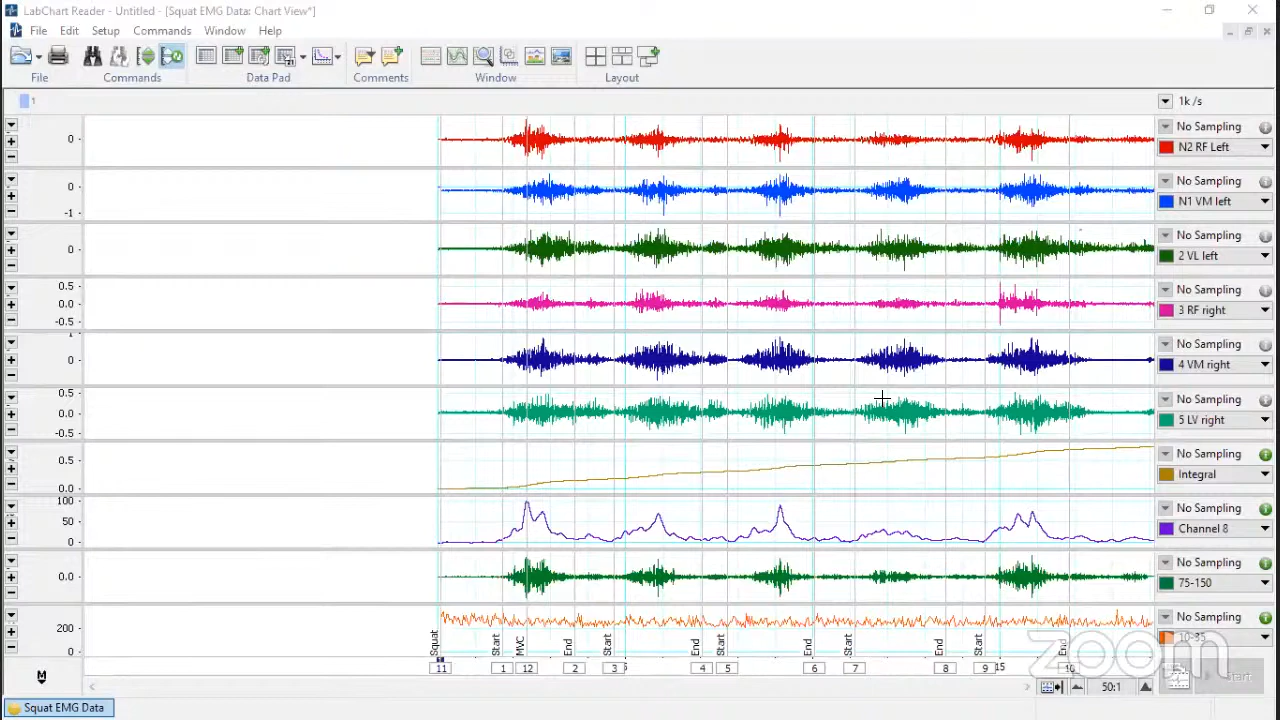 LabChart Reader - Untitled - [Squat EMG Data: Chart View*]
File Edit Setup Commands Window Help
File Commands Data Pad Comments Window Layout
1 1k /s
0 No Sampling
N2 RF Left
0 No Sampling
-1 N1 VM left
0 No Sampling
2 VL left
0.5 No Sampling
0.0 3 RF right
-0.5
No Sampling
0 4 VM right
0.5 No Sampling
0.0 5 LV right
-0.5
0.5 No Sampling
0.0 Integral
100 No Sampling
50 Channel 8
0
0.0 No Sampling
75-150
200 No Sampling
0
Squat Start MVC End Start End Start End Start End Start End
11 1 12 2 3 4 5 6 7 8 9 15 10
M 50:1 Start
zoom
Squat EMG Data